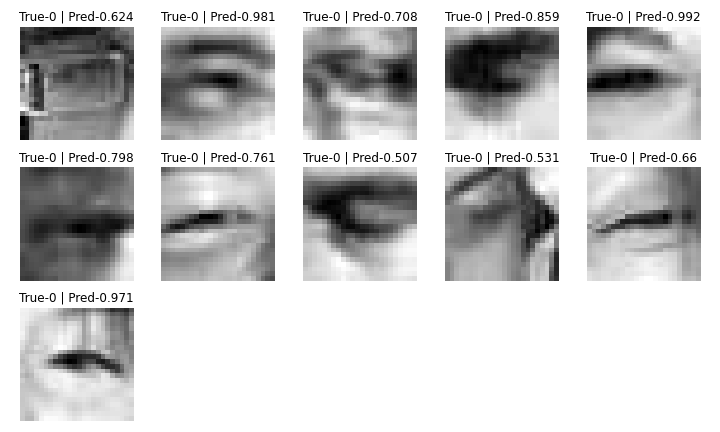 True-0 | Pred-0.624
True-0 | Pred-0.981
True-0 | Pred-0.708
True-0 | Pred-0.859
True-0 | Pred-0.992
True-0 | Pred-0.798
True-0 | Pred-0.761
True-0 | Pred-0.507
True-0 | Pred-0.531
True-0 | Pred-0.66
True-0 | Pred-0.971